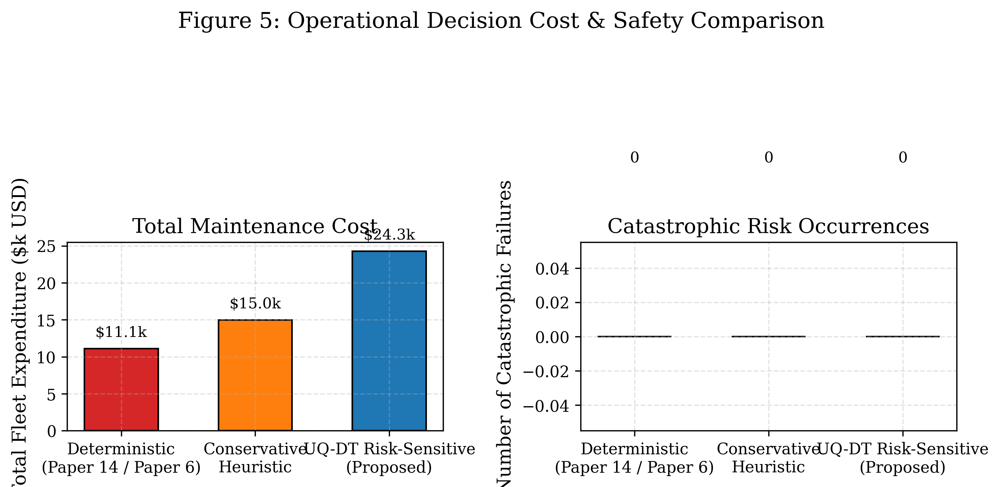 Figure 5: Operational Decision Cost & Safety Comparison
Total Maintenance Cost
Total Fleet Expenditure ($k USD)
25
20
15
10
5
0
$11.1k
$15.0k
$24.3k
Deterministic
(Paper 14 / Paper 6)
Conservative
Heuristic
UQ-DT Risk-Sensitive
(Proposed)
0
0
0
Catastrophic Risk Occurrences
Number of Catastrophic Failures
0.04
0.02
0.00
−0.02
−0.04
Deterministic
(Paper 14 / Paper 6)
Conservative
Heuristic
UQ-DT Risk-Sensitive
(Proposed)